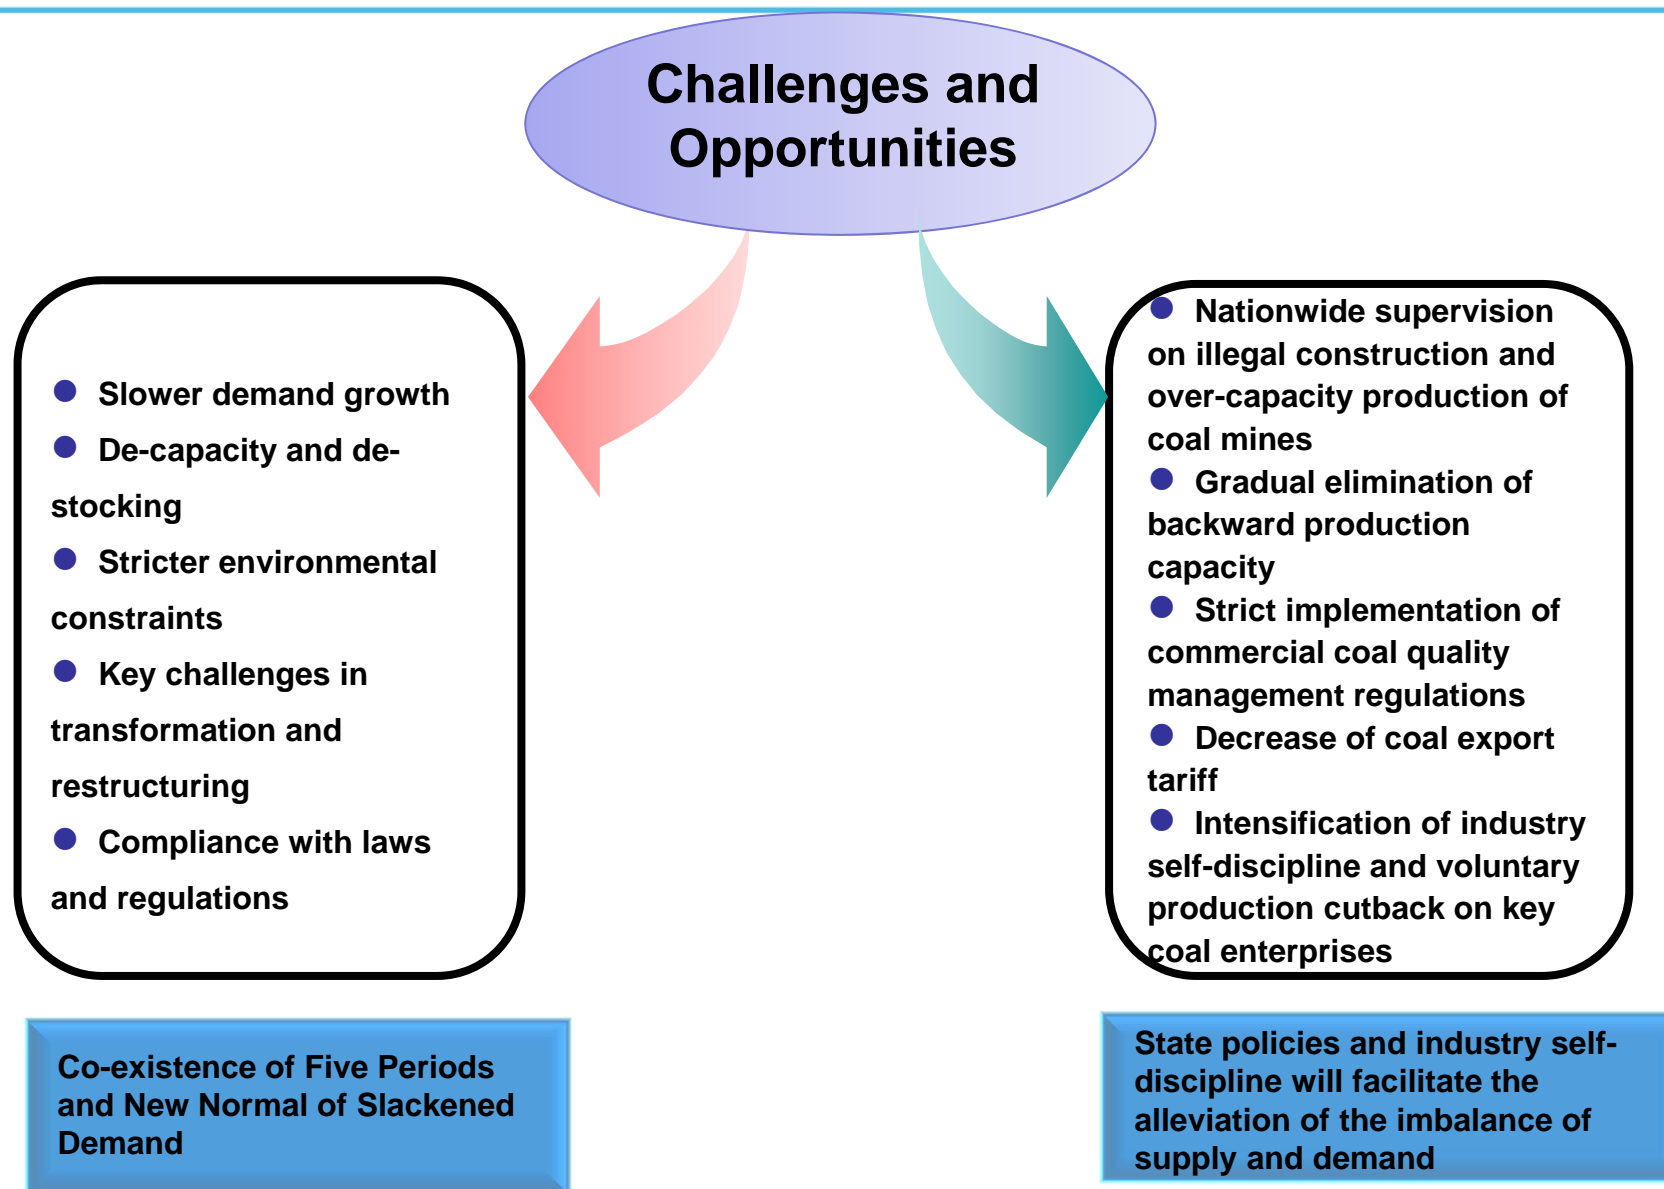 Challenges and
Opportunities
● Slower demand growth
● De-capacity and de-
stocking
● Stricter environmental
constraints
● Key challenges in
transformation and
restructuring
● Compliance with laws
and regulations
● Nationwide supervision
on illegal construction and
over-capacity production of
coal mines
● Gradual elimination of
backward production
capacity
● Strict implementation of
commercial coal quality
management regulations
● Decrease of coal export
tariff
● Intensification of industry
self-discipline and voluntary
production cutback on key
coal enterprises
Co-existence of Five Periods
and New Normal of Slackened
Demand
State policies and industry self-
discipline will facilitate the
alleviation of the imbalance of
supply and demand